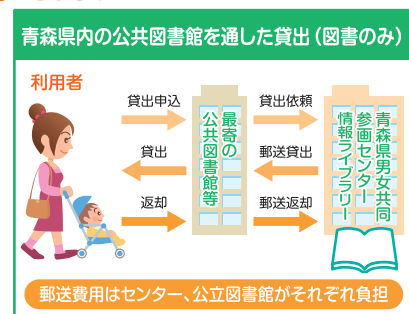 青森県内の公共図書館を通した貸出（図書のみ）
利用者
貸出申込
貸出
返却
最寄の
公共図書館等
貸出依頼
郵送貸出
郵送返却
青森県男女共同
参画センター
情報ライブラリー
郵送費用はセンター、公立図書館がそれぞれ負担